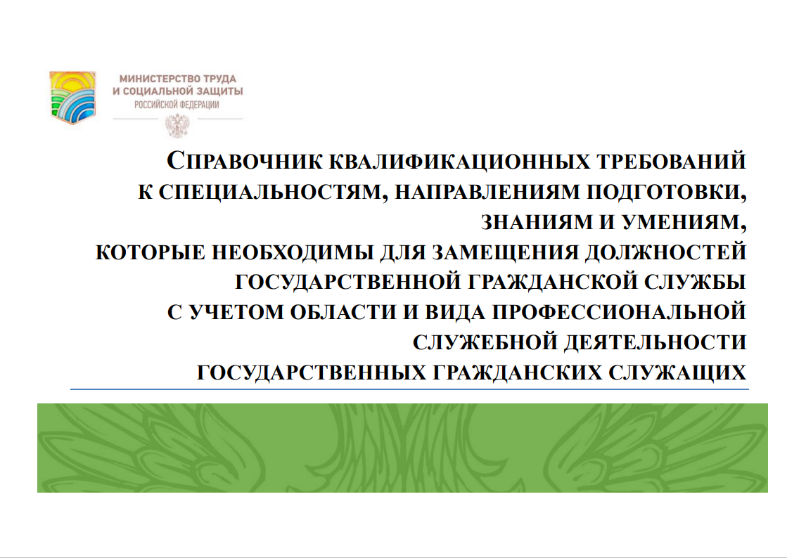 МИНИСТЕРСТВО ТРУДА
И СОЦИАЛЬНОЙ ЗАЩИТЫ
РОССИЙСКОЙ ФЕДЕРАЦИИ
СПРАВОЧНИК КВАЛИФИКАЦИОННЫХ ТРЕБОВАНИЙ
К СПЕЦИАЛЬНОСТЯМ, НАПРАВЛЕНИЯМ ПОДГОТОВКИ,
ЗНАНИЯМ И УМЕНИЯМ,
КОТОРЫЕ НЕОБХОДИМЫ ДЛЯ ЗАМЕЩЕНИЯ ДОЛЖНОСТЕЙ
ГОСУДАРСТВЕННОЙ ГРАЖДАНСКОЙ СЛУЖБЫ
С УЧЕТОМ ОБЛАСТИ И ВИДА ПРОФЕССИОНАЛЬНОЙ
СЛУЖЕБНОЙ ДЕЯТЕЛЬНОСТИ
ГОСУДАРСТВЕННЫХ ГРАЖДАНСКИХ СЛУЖАЩИХ